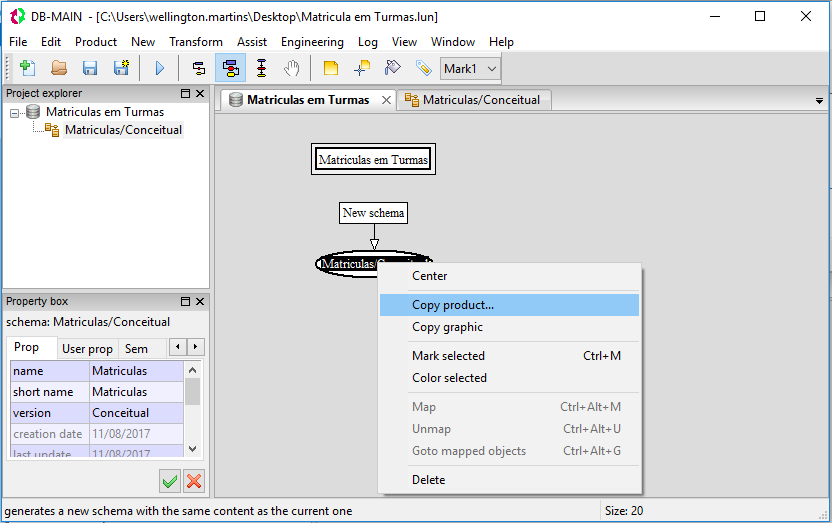 DB-MAIN - [C:\Users\wellington.martins\Desktop\Matricula em Turmas.lun]
File Edit Product New Transform Assist Engineering Log View Window Help
Mark1
Project explorer
Matriculas em Turmas
Matriculas/Conceitual
Matriculas em Turmas
Matriculas/Conceitual
Matriculas em Turmas
New schema
Matriculas/Conceitual
Center
Copy product...
Copy graphic
Mark selected Ctrl+M
Color selected
Map Ctrl+Alt+M
Unmap Ctrl+Alt+U
Goto mapped objects Ctrl+Alt+G
Delete
Property box
schema: Matriculas/Conceitual
Prop User prop Sem
name Matriculas
short name Matriculas
version Conceitual
creation date 11/08/2017
last update 11/08/2017
generates a new schema with the same content as the current one
Size: 20